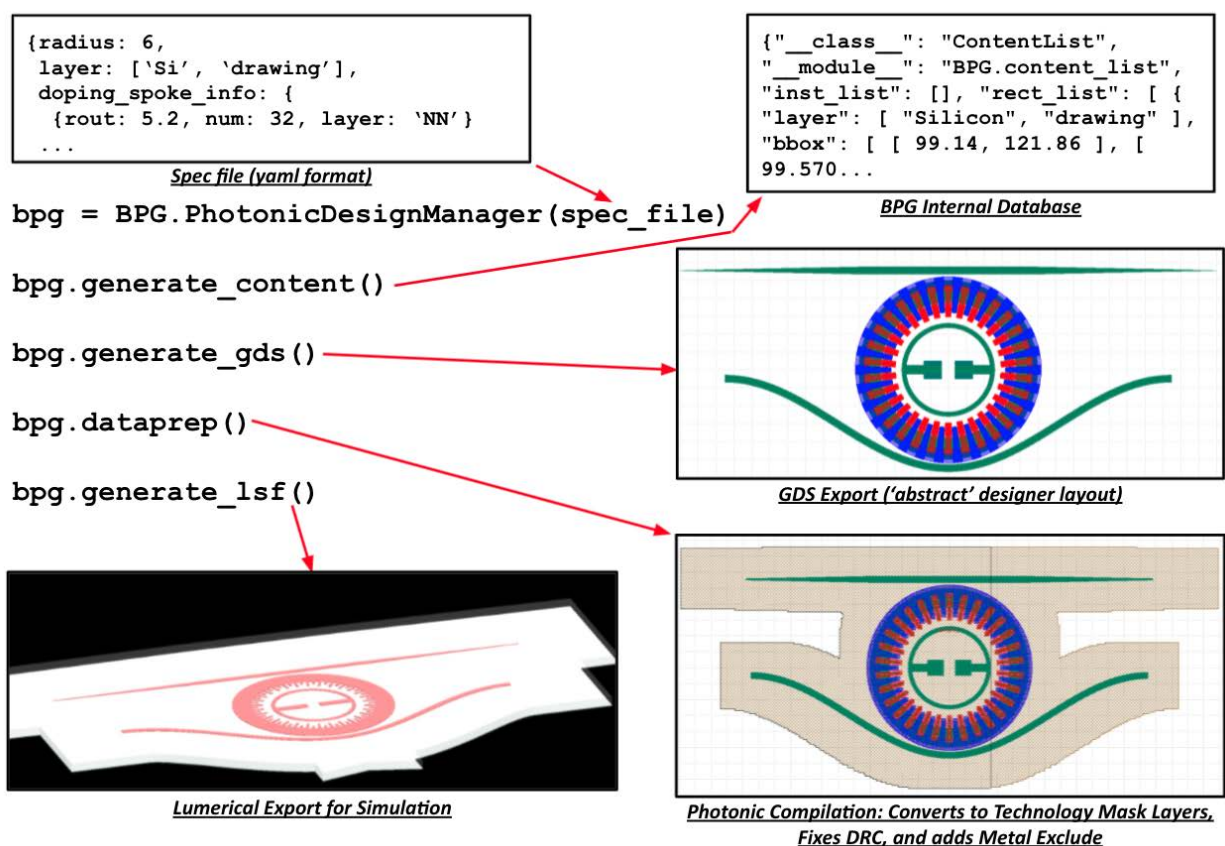 {radius: 6,
layer: [‘Si’, ‘drawing’],
doping_spoke_info: {
{rout: 5.2, num: 32, layer: ‘NN’}
...
Spec file (yaml format)
{"__class__": "ContentList",
"__module__": "BPG.content_list",
"inst_list": [], "rect_list": [ {
"layer": [ "Silicon", "drawing" ],
"bbox": [ [ 99.14, 121.86 ], [
99.570...
BPG Internal Database
bpg = BPG.PhotonicDesignManager(spec_file)
bpg.generate_content()
bpg.generate_gds()
bpg.dataprep()
bpg.generate_lsf()
GDS Export (‘abstract’ designer layout)
Lumerical Export for Simulation
Photonic Compilation: Converts to Technology Mask Layers,
Fixes DRC, and adds Metal Exclude